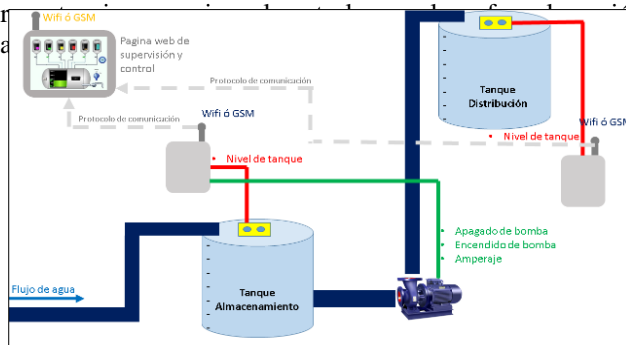 Wifi ó GSM
Pagina web de
supervisión y
control
Protocolo de comunicación
Tanque
Distribución
Protocolo de comunicación
Wifi ó GSM
Wifi ó GSM
• Nivel de tanque
• Nivel de tanque
• Apagado de bomba
• Encendido de bomba
• Amperaje
Flujo de agua
Tanque
Almacenamiento